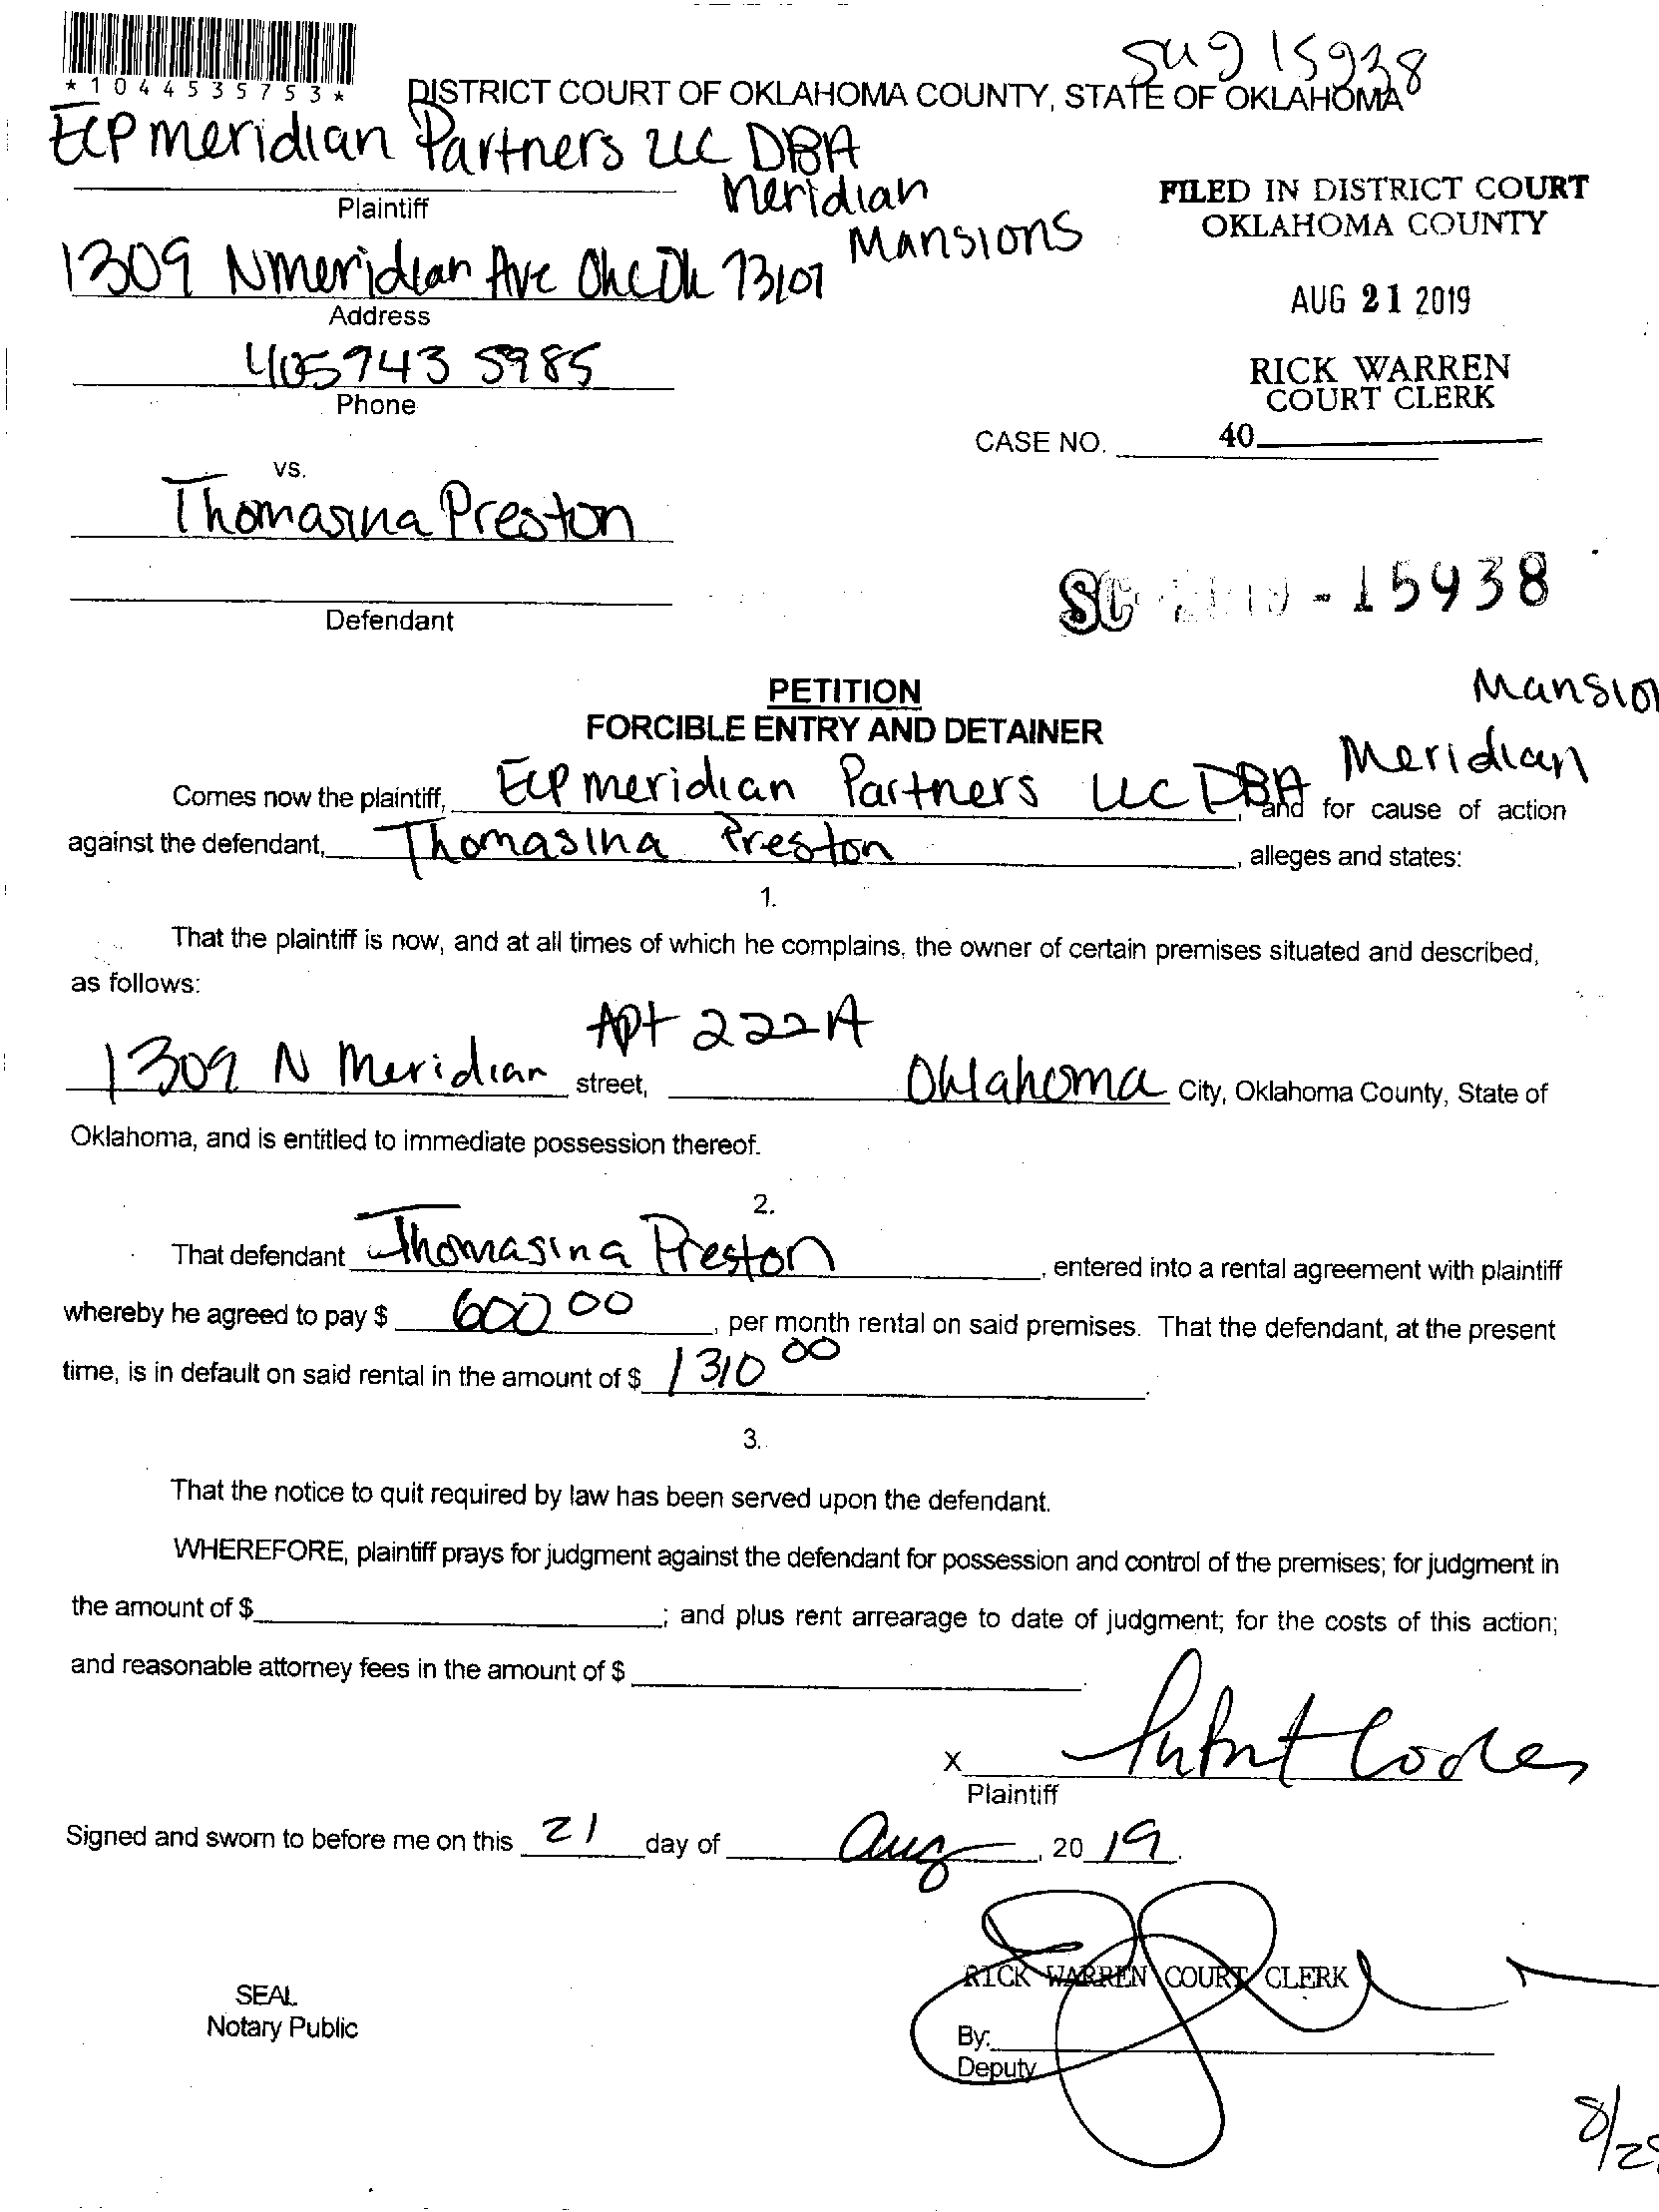 *1044535753*
DISTRICT COURT OF OKLAHOMA COUNTY, STATE OF OKLAHOMA
ECP meridian Partners LLC DBA
Meridian
Mansions
Plaintiff
1309 N meridian Ave OKC OK 73107
Address
405 943 5985
Phone
FILED IN DISTRICT COURT
OKLAHOMA COUNTY
AUG 21 2019
RICK WARREN
COURT CLERK
CASE NO. 40
vs.
Thomasina Preston
Defendant
SC-2019-15938
PETITION
FORCIBLE ENTRY AND DETAINER
Meridian
Comes now the plaintiff, ECP meridian Partners LLC DBA, and for cause of action
against the defendant, Thomasina Preston, alleges and states:
1.
That the plaintiff is now, and at all times of which he complains, the owner of certain premises situated and described,
as follows:
Apt 222A
1309 N Meridian street, Oklahoma City, Oklahoma County, State of
Oklahoma, and is entitled to immediate possession thereof.
2.
That defendant Thomasina Preston, entered into a rental agreement with plaintiff
whereby he agreed to pay $ 600 00, per month rental on said premises. That the defendant, at the present
time, is in default on said rental in the amount of $ 1310 00.
3.
That the notice to quit required by law has been served upon the defendant.
WHEREFORE, plaintiff prays for judgment against the defendant for possession and control of the premises; for judgment in
the amount of $ ; and plus rent arrearage to date of judgment; for the costs of this action;
and reasonable attorney fees in the amount of $
X
Plaintiff
Signed and sworn to before me on this 21 day of Aug, 20 19.
RICK WARREN COURT CLERK
SEAL
Notary Public
By:
Deputy